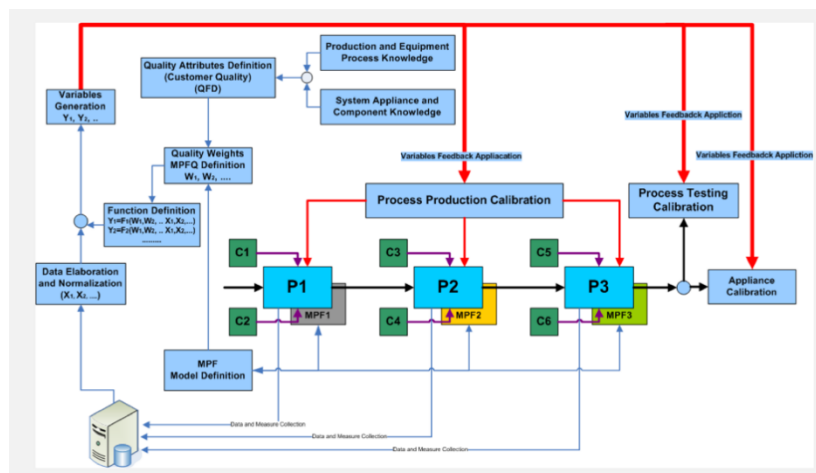 Production and Equipment
Process Knowledge
Quality Attributes Definition
(Customer Quality)
(QFD)
System Appliance and
Component Knowledge
Variables
Generation
Y1, Y2, ..
Variables Feedbadck Appliction
Variables Feedback Appliacation
Variables Feedbadck Appliction
Quality Weights
MPFQ Definition
W1, W2, ....
Process Production Calibration
Process Testing
Calibration
Function Definition
Y1=F1(W1,W2, .. X1,X2,...)
Y2=F2(W1,W2, .. X1,X2,...)
........
C1
C3
C5
Data Elaboration
and Normalization
(X1, X2, ...)
P1
P2
P3
Appliance
Calibration
MPF1
MPF2
MPF3
C2
C4
C6
MPF
Model Definition
Data and Measure Collection
Data and Measure Collection
Data and Measure Collection